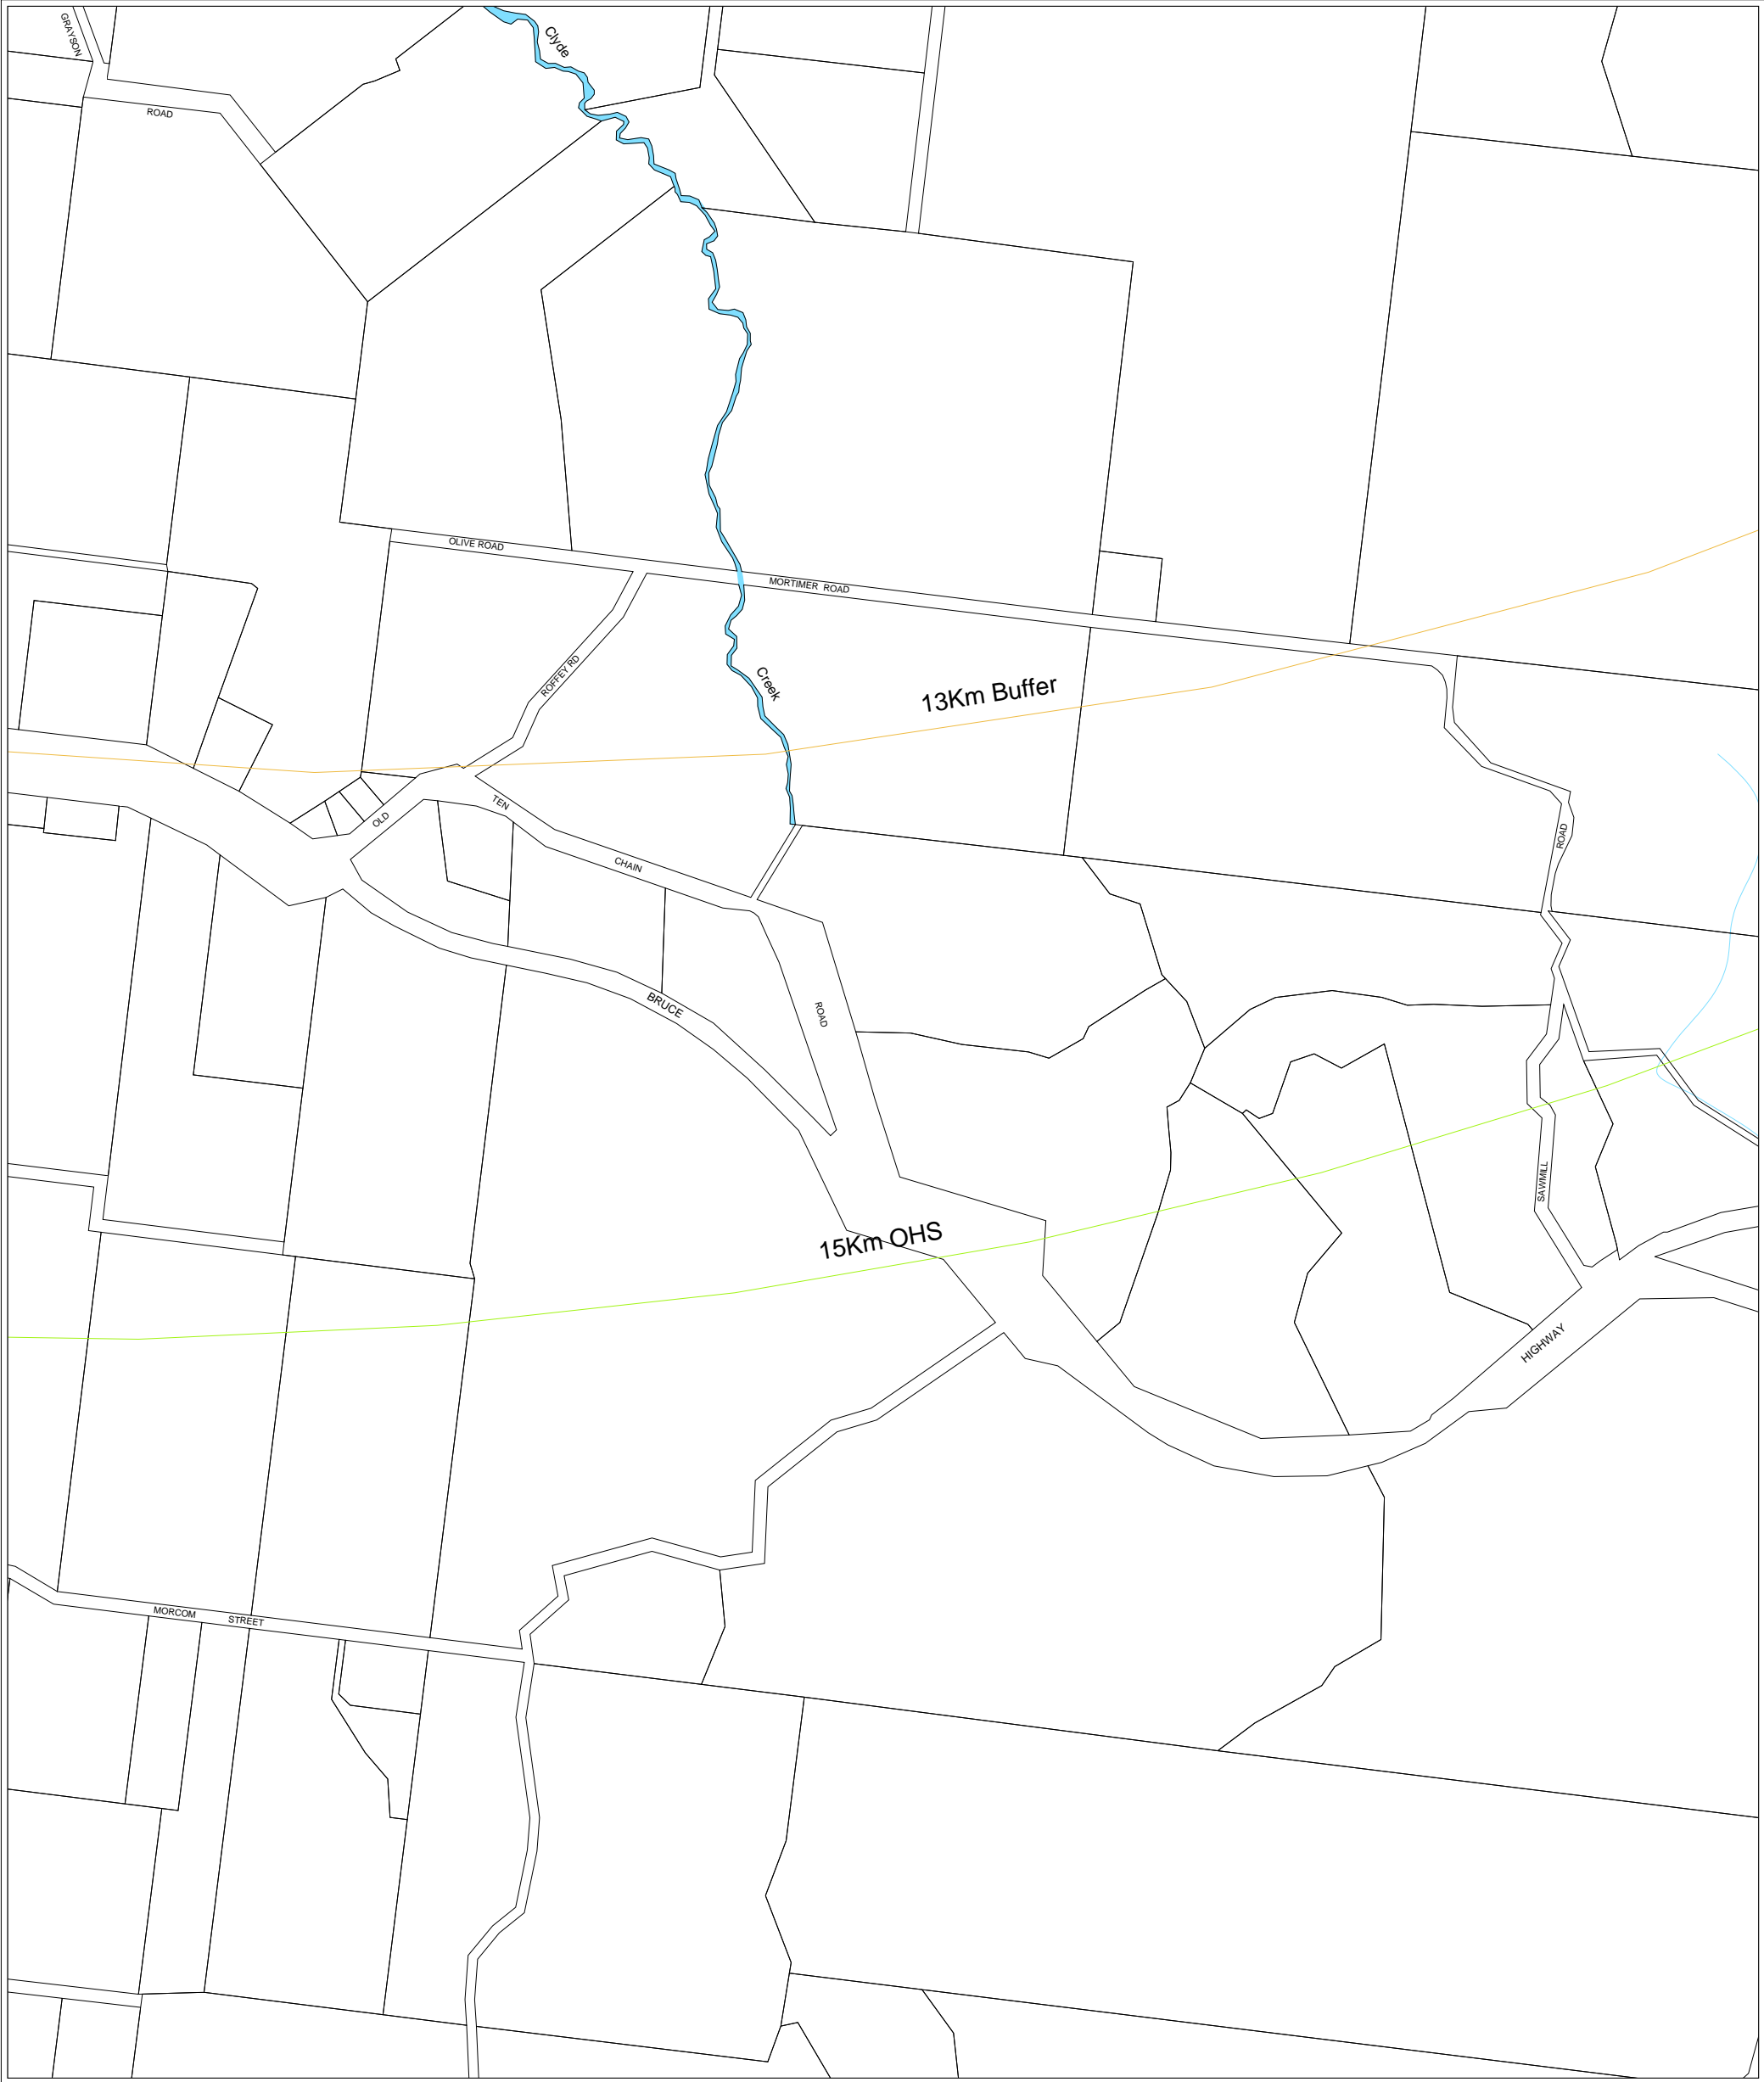 GRAYSON
Clyde
ROAD
OLIVE ROAD
MORTIMER ROAD
ROFFEY RD
Creek
13Km Buffer
TEN
OLD
ROAD
CHAIN
BRUCE
ROAD
SAWMILL
15Km OHS
HIGHWAY
MORCOM STREET